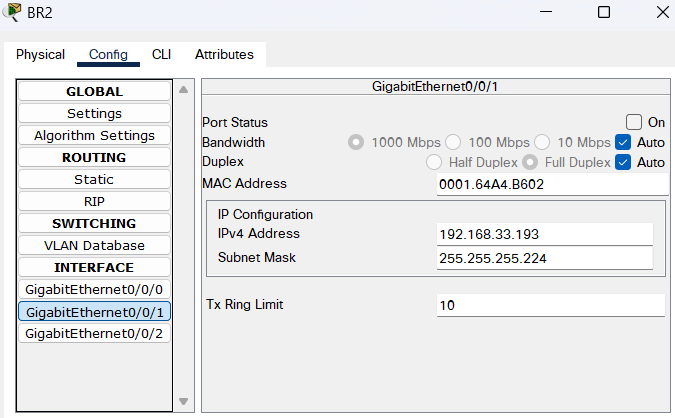 BR2
Physical Config CLI Attributes
GLOBAL
Settings
Algorithm Settings
ROUTING
Static
RIP
SWITCHING
VLAN Database
INTERFACE
GigabitEthernet0/0/0
GigabitEthernet0/0/1
GigabitEthernet0/0/2
GigabitEthernet0/0/1
Port Status On
Bandwidth 1000 Mbps 100 Mbps 10 Mbps Auto
Duplex Half Duplex Full Duplex Auto
MAC Address 0001.64A4.B602
IP Configuration
IPv4 Address 192.168.33.193
Subnet Mask 255.255.255.224
Tx Ring Limit 10